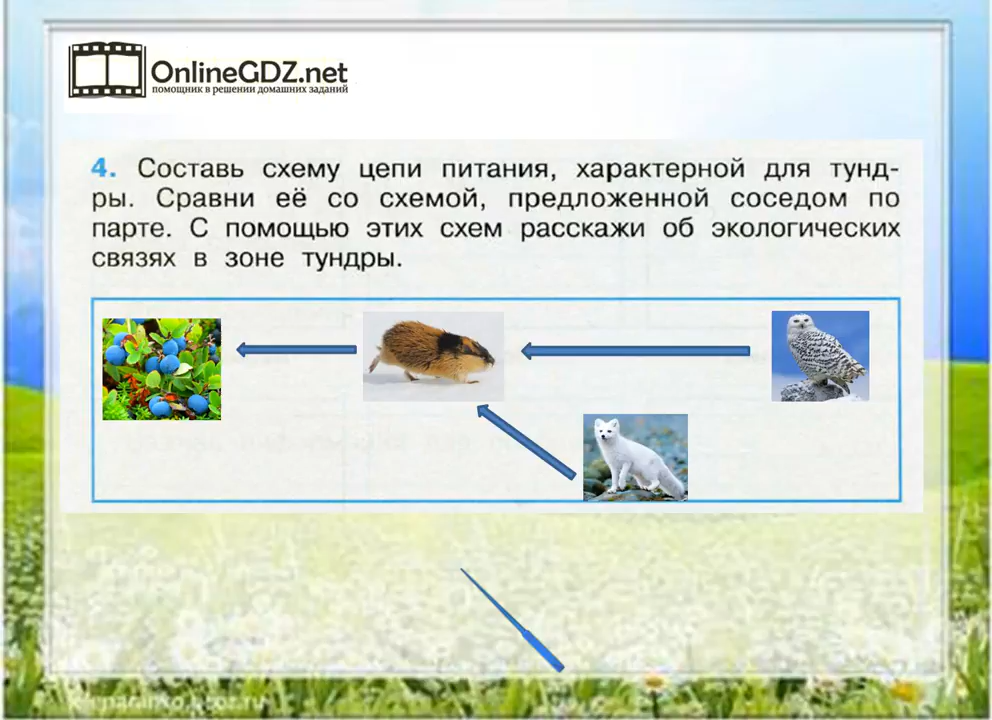 OnlineGDZ.net
помощник в решении домашних заданий
4. Составь схему цепи питания, характерной для тунд-
ры. Сравни её со схемой, предложенной соседом по
парте. С помощью этих схем расскажи об экологических
связях в зоне тундры.